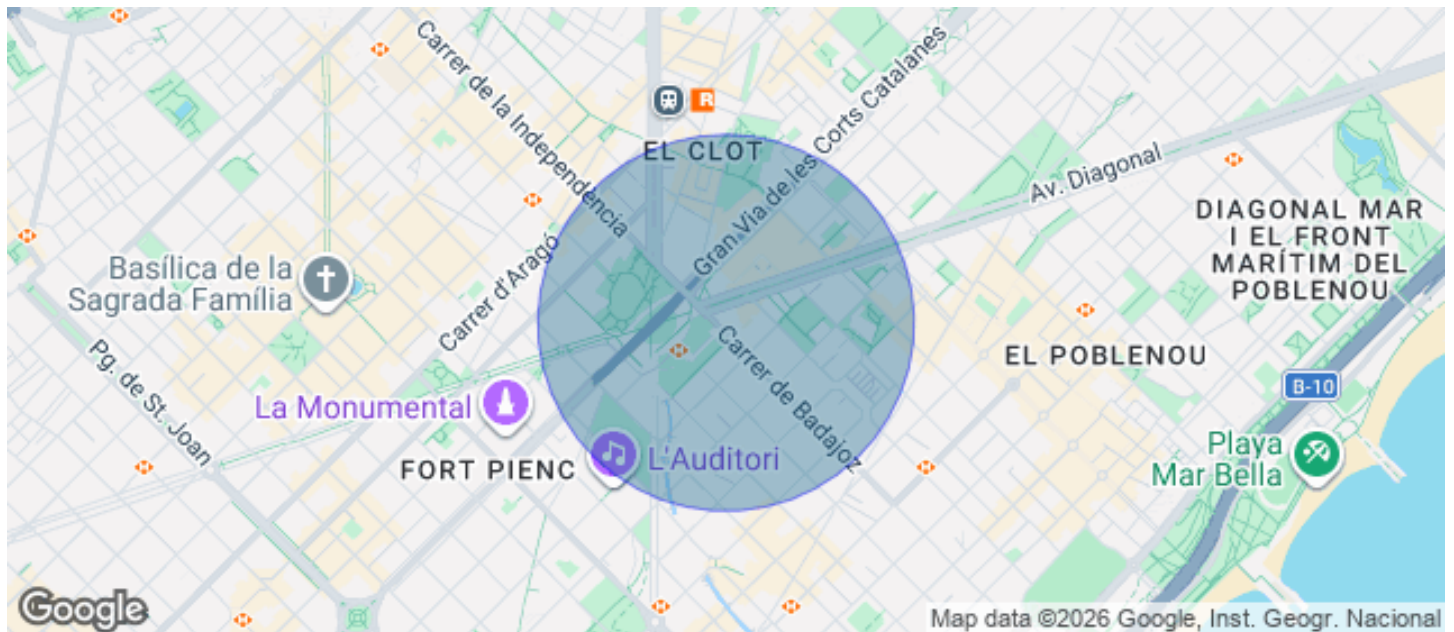 Carrer de la Independència
R
EL CLOT
Gran Via de les Corts Catalanes
Av. Diagonal
DIAGONAL MAR
I EL FRONT
MARÍTIM DEL
POBLENOU
Basílica de la
Sagrada Família
Carrer d'Aragó
Pg. de St. Joan
La Monumental
Carrer de Badajoz
EL POBLENOU
B-10
FORT PIENC
L'Auditori
Playa
Mar Bella
Google
Map data ©2026 Google, Inst. Geogr. Nacional